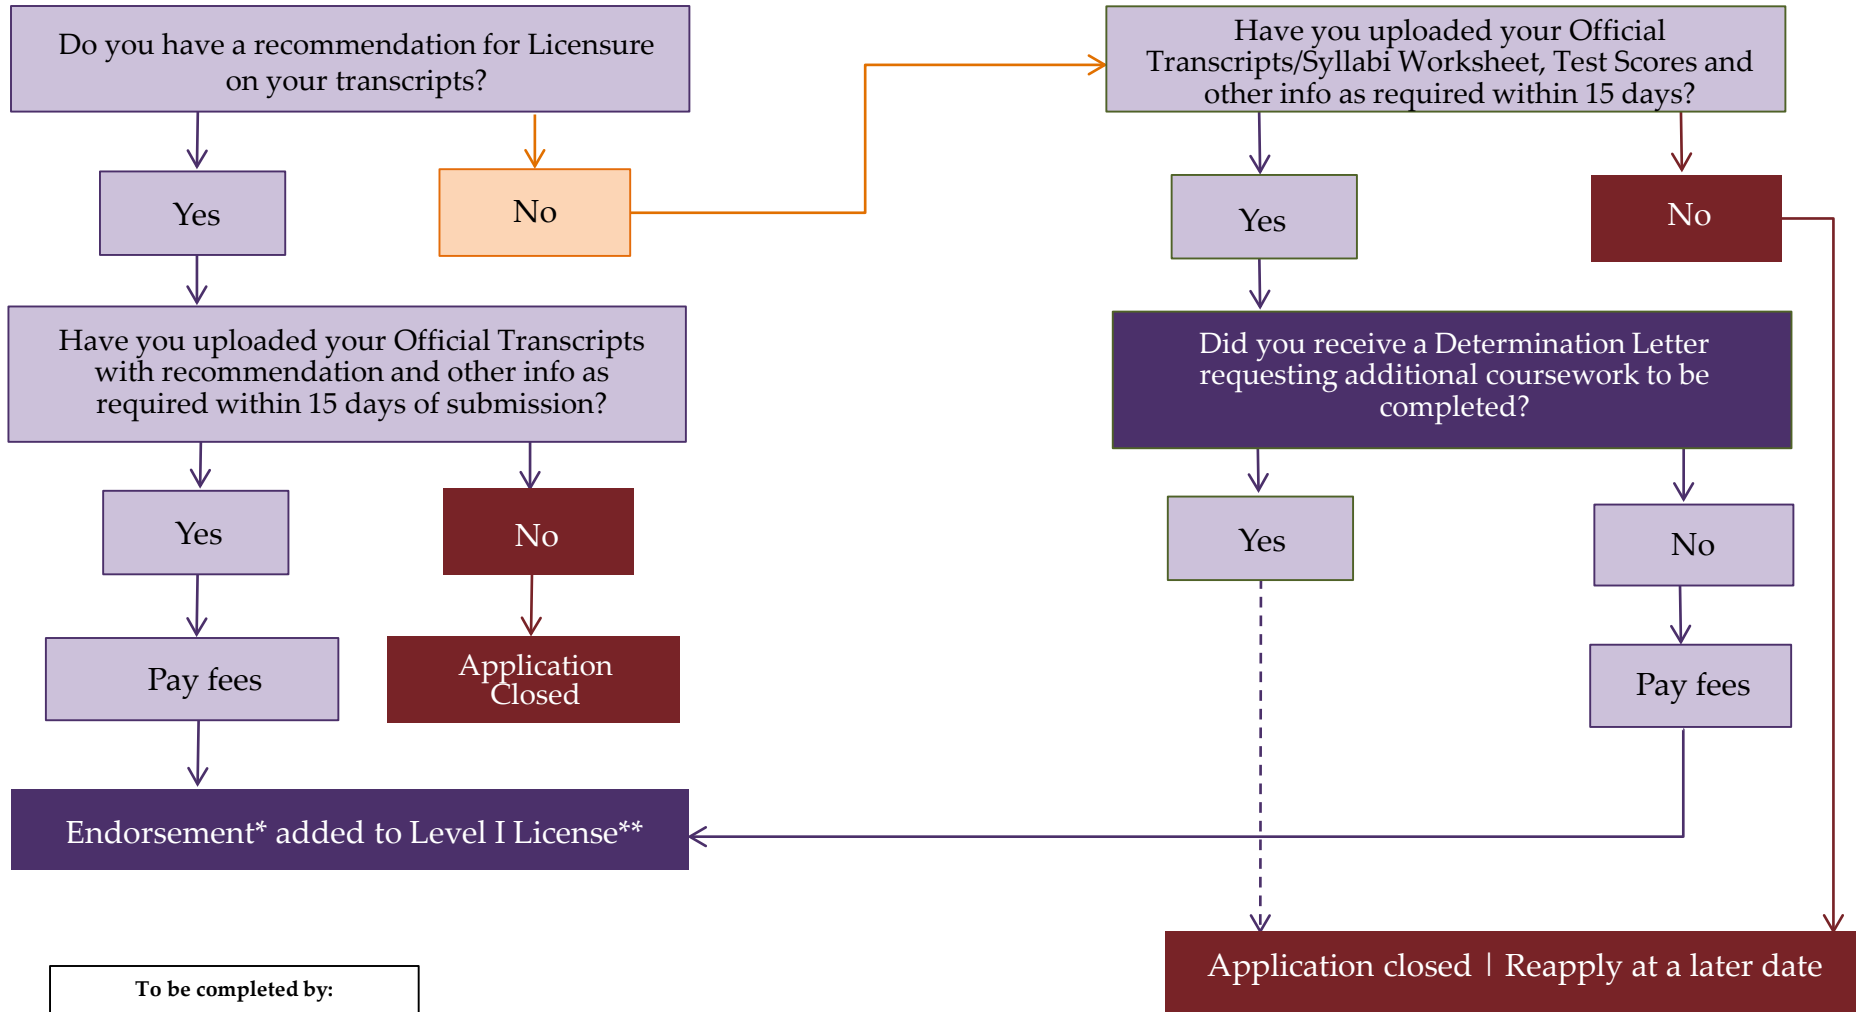 Do you have a recommendation for Licensure
on your transcripts?
Yes
No
Have you uploaded your Official Transcripts
with recommendation and other info as
required within 15 days of submission?
Yes
No
Pay fees
Application
Closed
Endorsement* added to Level I License**
To be completed by:
Have you uploaded your Official
Transcripts/Syllabi Worksheet, Test Scores and
other info as required within 15 days?
Yes
No
Did you receive a Determination Letter
requesting additional coursework to be
completed?
Yes
No
Pay fees
Application closed | Reapply at a later date